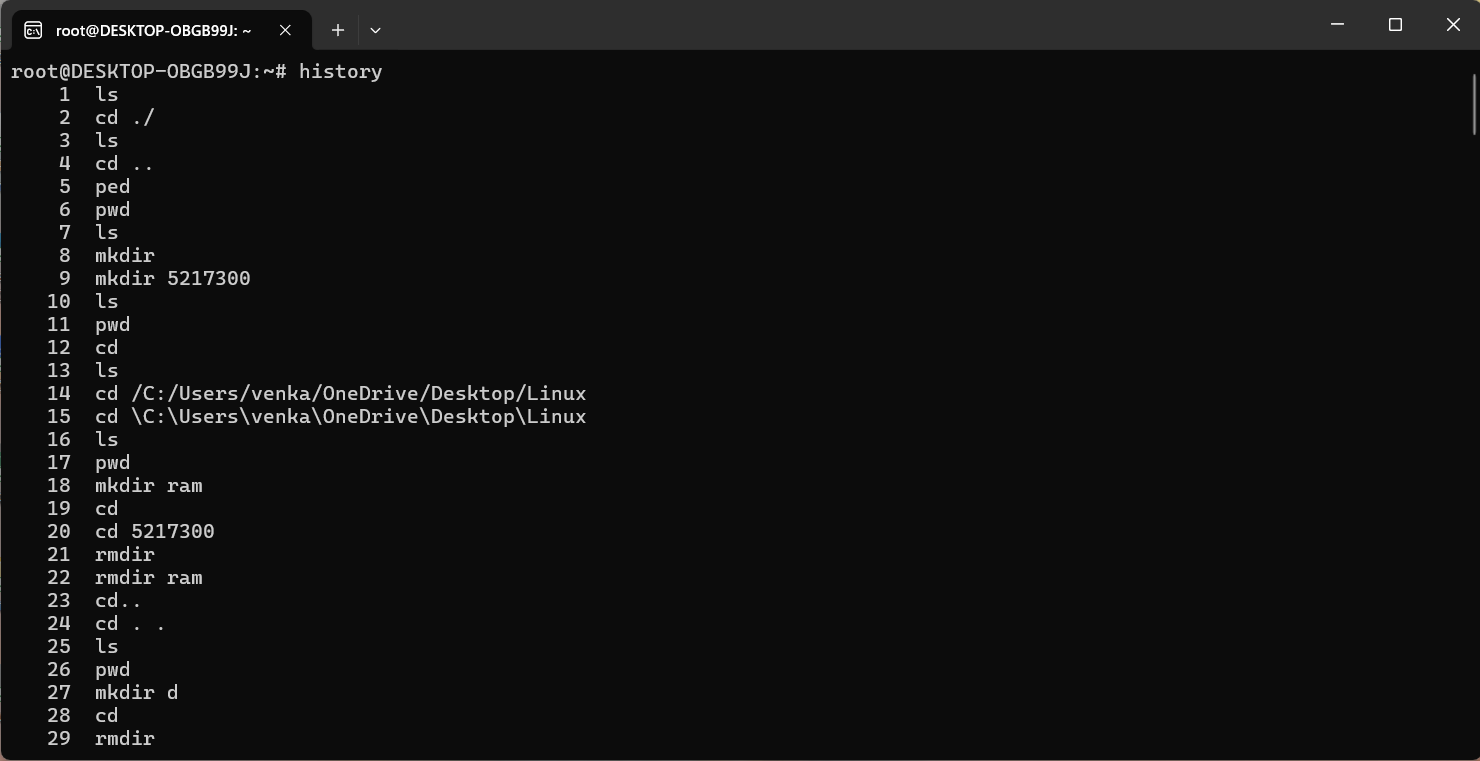 root@DESKTOP-OBGB99J: ~
root@DESKTOP-OBGB99J:~# history
1 ls
2 cd ./
3 ls
4 cd ..
5 ped
6 pwd
7 ls
8 mkdir
9 mkdir 5217300
10 ls
11 pwd
12 cd
13 ls
14 cd /C:/Users/venka/OneDrive/Desktop/Linux
15 cd \C:\Users\venka\OneDrive\Desktop\Linux
16 ls
17 pwd
18 mkdir ram
19 cd
20 cd 5217300
21 rmdir
22 rmdir ram
23 cd..
24 cd . .
25 ls
26 pwd
27 mkdir d
28 cd
29 rmdir